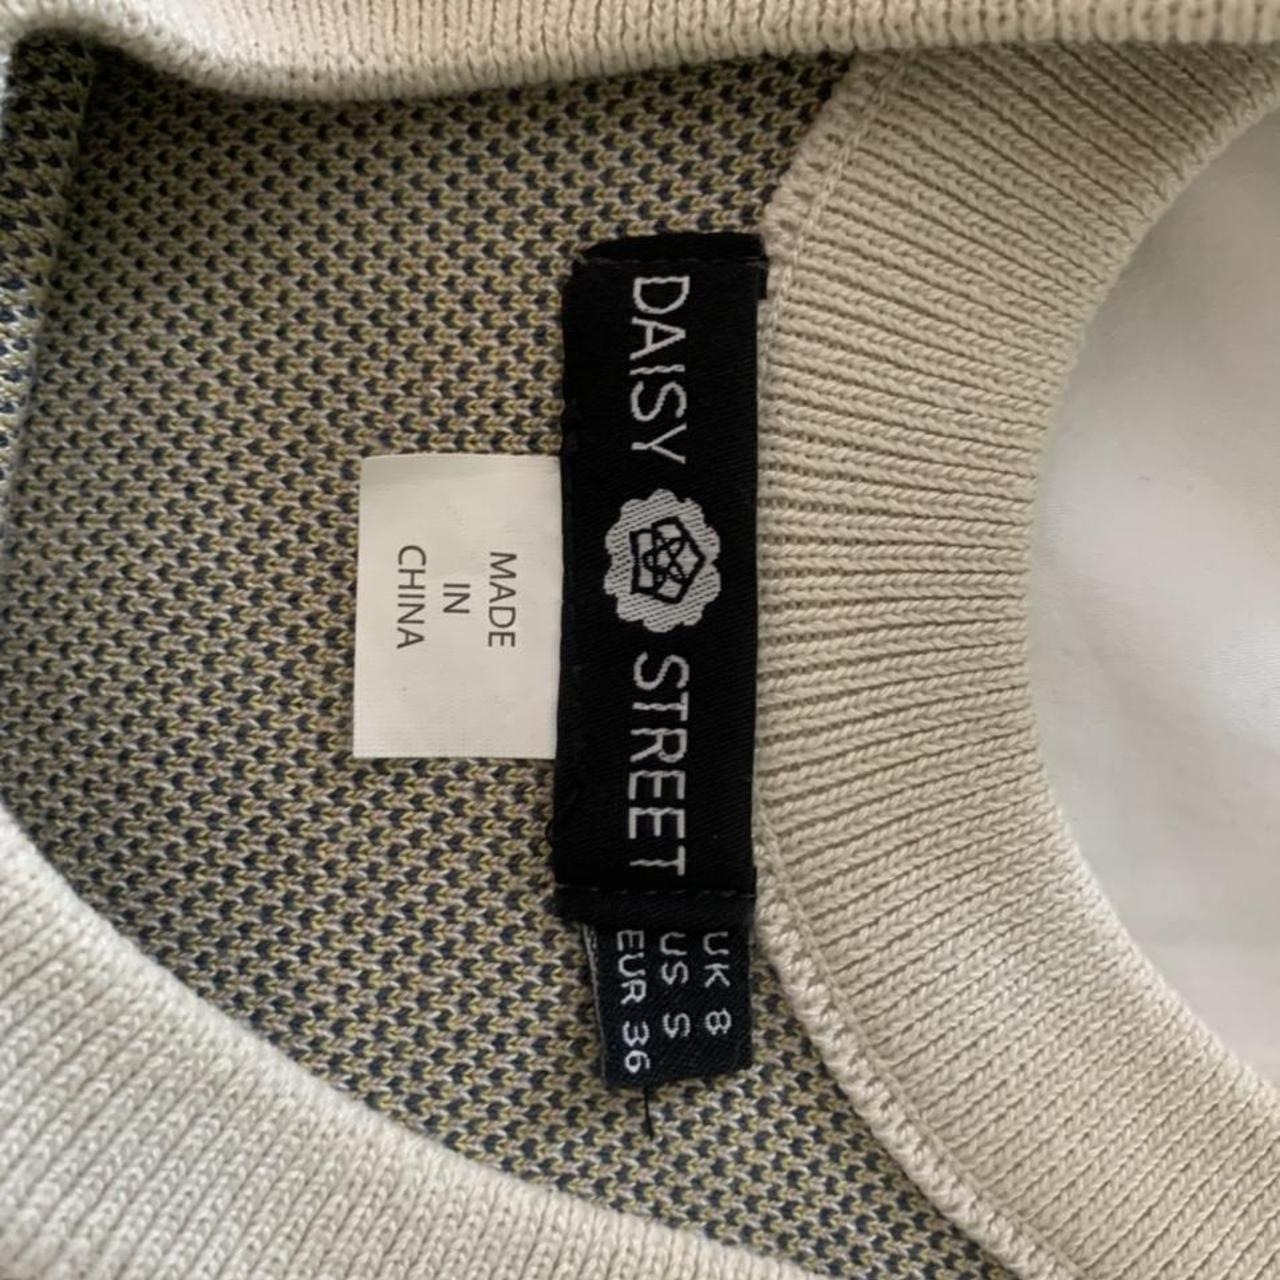 DAISY STREET
UK 8
US S
EUR 36
MADE
IN
CHINA